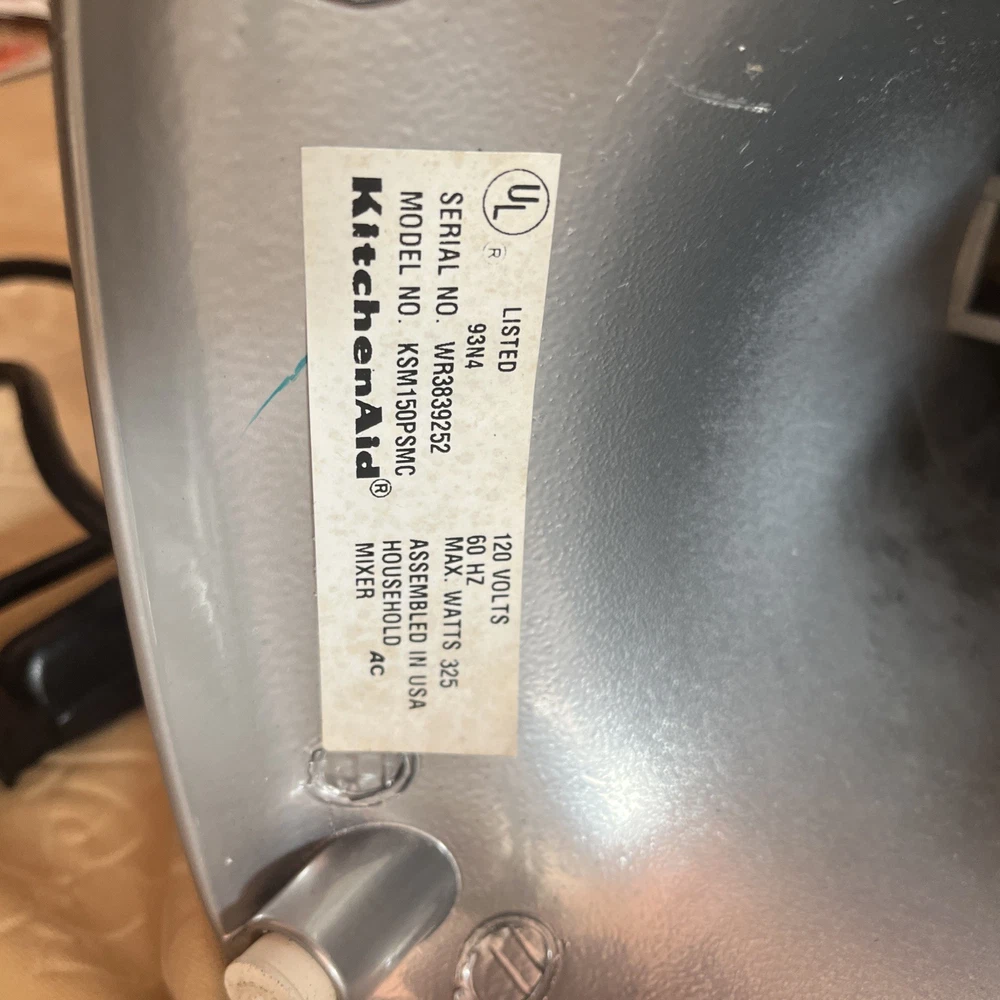 UL ®
LISTED
93N4
SERIAL NO. WR3839252
MODEL NO. KSM150PSMC
KitchenAid®
120 VOLTS
60 HZ
MAX. WATTS 325
ASSEMBLED IN USA
HOUSEHOLD AC
MIXER